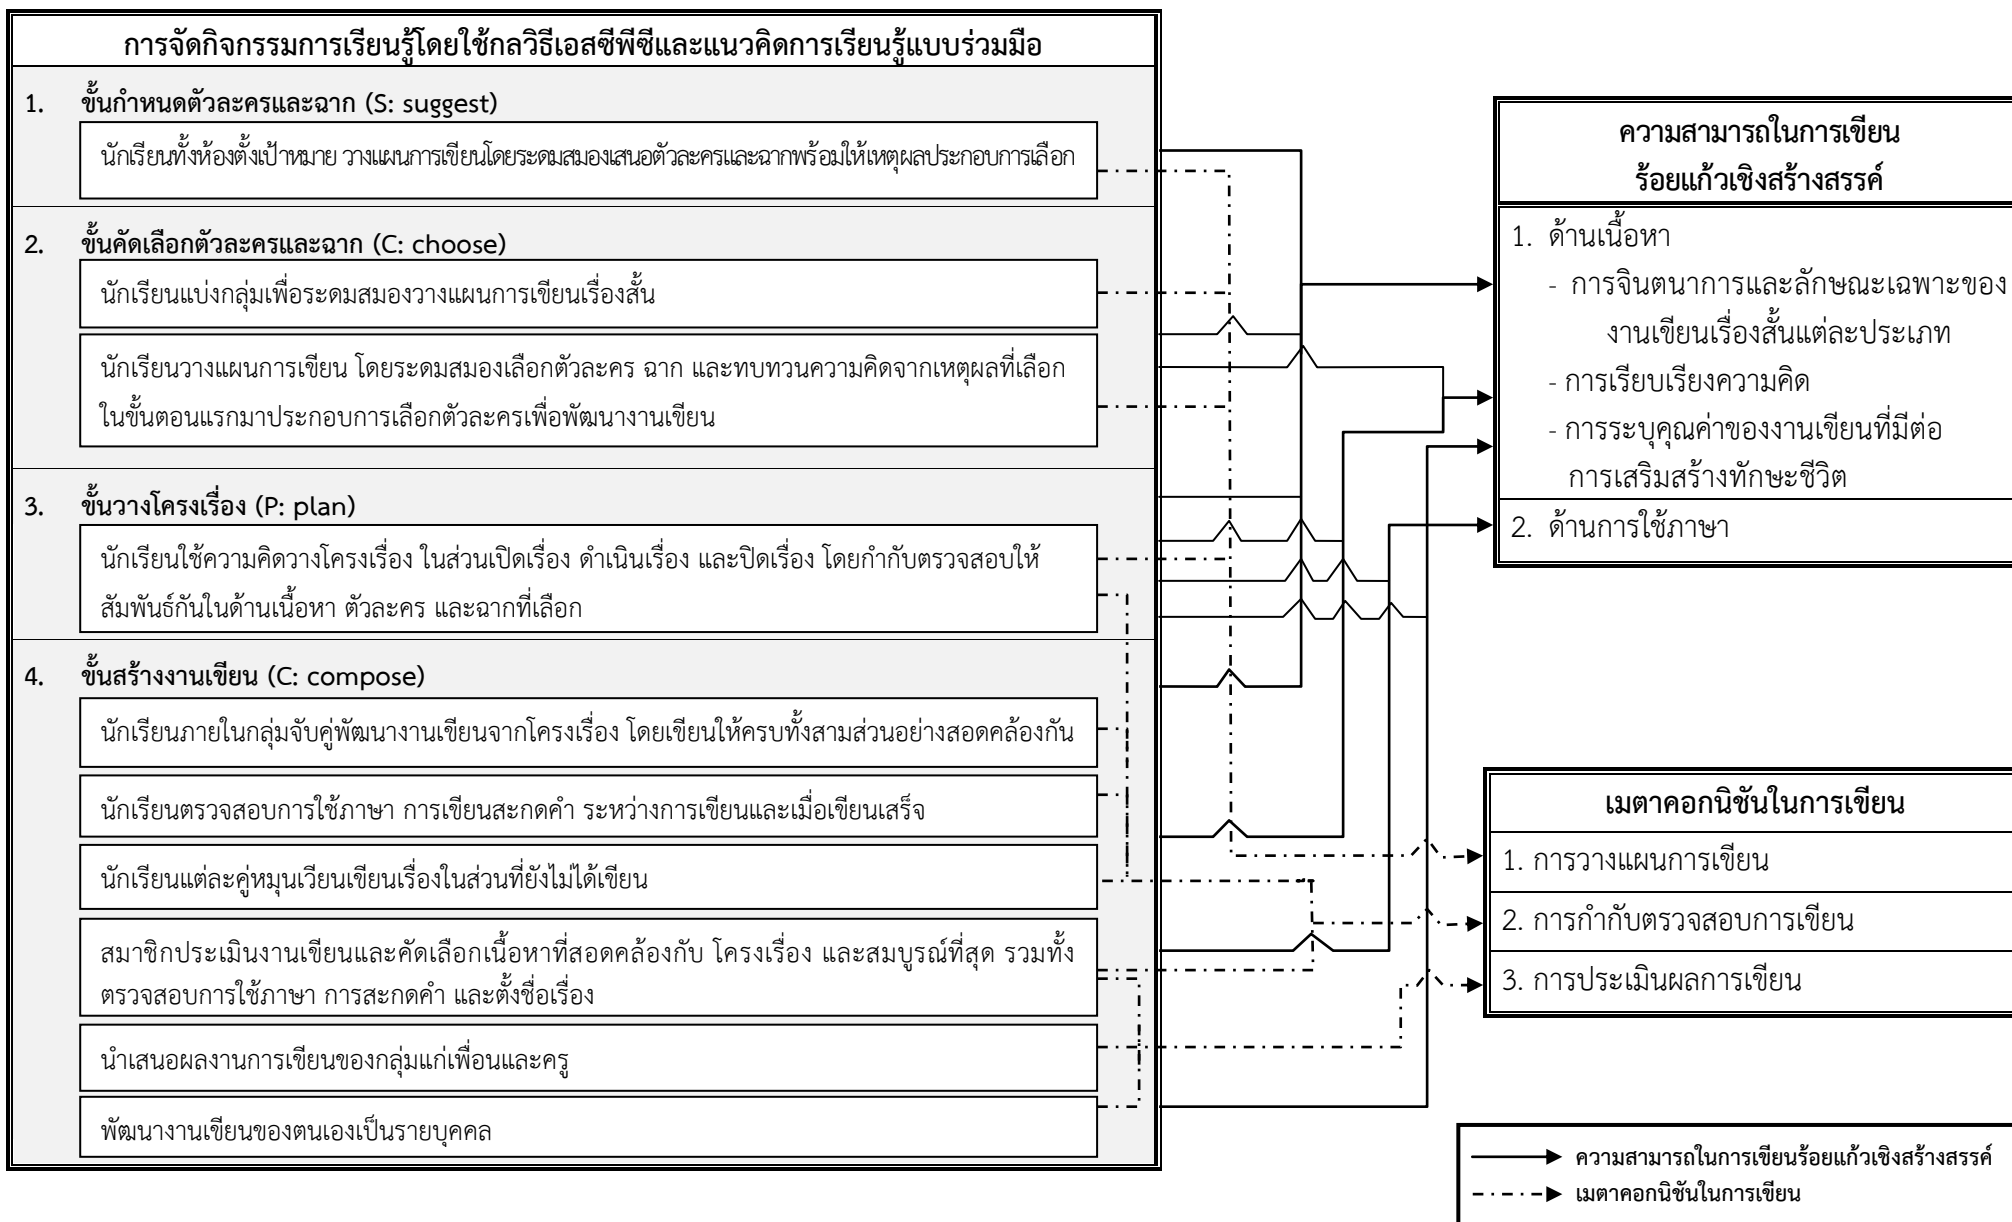 การจัดกิจกรรมการเรียนรู้โดยใช้กลวิธีเอสซีพีซีและแนวคิดการเรียนรู้แบบร่วมมือ
1. ขั้นกำหนดตัวละครและฉาก (S: suggest)
นักเรียนทั้งห้องตั้งเป้าหมาย วางแผนการเขียนโดยระดมสมองเสนอตัวละครและฉากพร้อมให้เหตุผลประกอบการเลือก
2. ขั้นคัดเลือกตัวละครและฉาก (C: choose)
นักเรียนแบ่งกลุ่มเพื่อระดมสมองวางแผนการเขียนเรื่องสั้น
นักเรียนวางแผนการเขียน โดยระดมสมองเลือกตัวละคร ฉาก และทบทวนความคิดจากเหตุผลที่เลือก
ในขั้นตอนแรกมาประกอบการเลือกตัวละครเพื่อพัฒนางานเขียน
3. ขั้นวางโครงเรื่อง (P: plan)
นักเรียนใช้ความคิดวางโครงเรื่อง ในส่วนเปิดเรื่อง ดำเนินเรื่อง และปิดเรื่อง โดยกำกับตรวจสอบให้
สัมพันธ์กันในด้านเนื้อหา ตัวละคร และฉากที่เลือก
4. ขั้นสร้างงานเขียน (C: compose)
นักเรียนภายในกลุ่มจับคู่พัฒนางานเขียนจากโครงเรื่อง โดยเขียนให้ครบทั้งสามส่วนอย่างสอดคล้องกัน
นักเรียนตรวจสอบการใช้ภาษา การเขียนสะกดคำ ระหว่างการเขียนและเมื่อเขียนเสร็จ
นักเรียนแต่ละคู่หมุนเวียนเขียนเรื่องในส่วนที่ยังไม่ได้เขียน
สมาชิกประเมินงานเขียนและคัดเลือกเนื้อหาที่สอดคล้องกับ โครงเรื่อง และสมบูรณ์ที่สุด รวมทั้ง
ตรวจสอบการใช้ภาษา การสะกดคำ และตั้งชื่อเรื่อง
นำเสนอผลงานการเขียนของกลุ่มแก่เพื่อนและครู
พัฒนางานเขียนของตนเองเป็นรายบุคคล
ความสามารถในการเขียน
ร้อยแก้วเชิงสร้างสรรค์
1. ด้านเนื้อหา
- การจินตนาการและลักษณะเฉพาะของ
งานเขียนเรื่องสั้นแต่ละประเภท
- การเรียบเรียงความคิด
- การระบุคุณค่าของงานเขียนที่มีต่อ
การเสริมสร้างทักษะชีวิต
2. ด้านการใช้ภาษา
เมตาคอกนิชันในการเขียน
1. การวางแผนการเขียน
2. การกำกับตรวจสอบการเขียน
3. การประเมินผลการเขียน
ความสามารถในการเขียนร้อยแก้วเชิงสร้างสรรค์
เมตาคอกนิชันในการเขียน